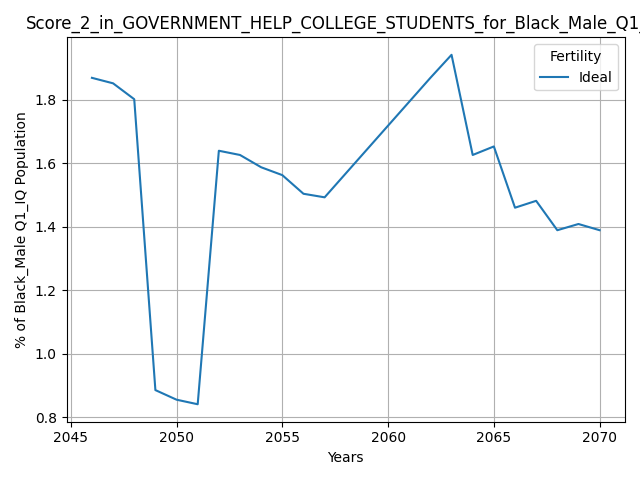 Score_2_in_GOVERNMENT_HELP_COLLEGE_STUDENTS_for_Black_Male_Q1_
Fertility
Ideal
% of Black_Male Q1_IQ Population
1.8
1.6
1.4
1.2
1.0
0.8
2045 2050 2055 2060 2065 2070
Years